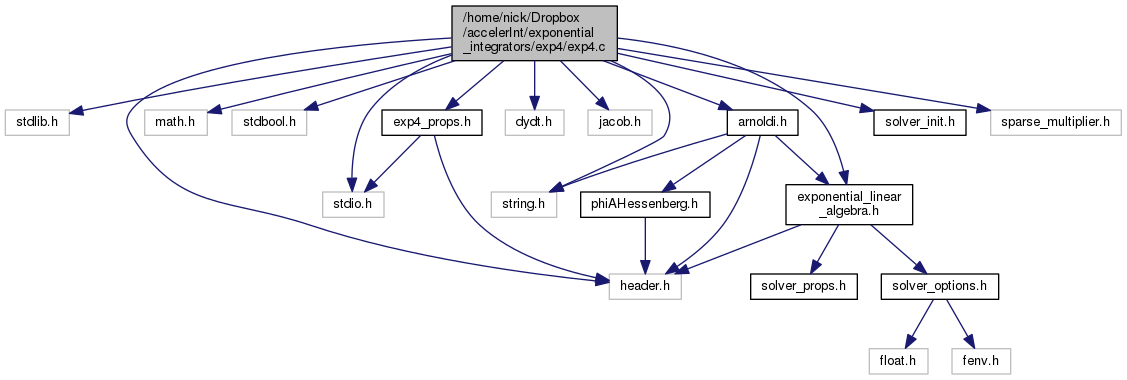 /home/nick/Dropbox
/accelerInt/exponential
_integrators/exp4/exp4.c
stdlib.h
math.h
stdbool.h
exp4_props.h
dydt.h
jacob.h
arnoldi.h
solver_init.h
sparse_multiplier.h
stdio.h
string.h
phiAHessenberg.h
exponential_linear
_algebra.h
header.h
solver_props.h
solver_options.h
float.h
fenv.h